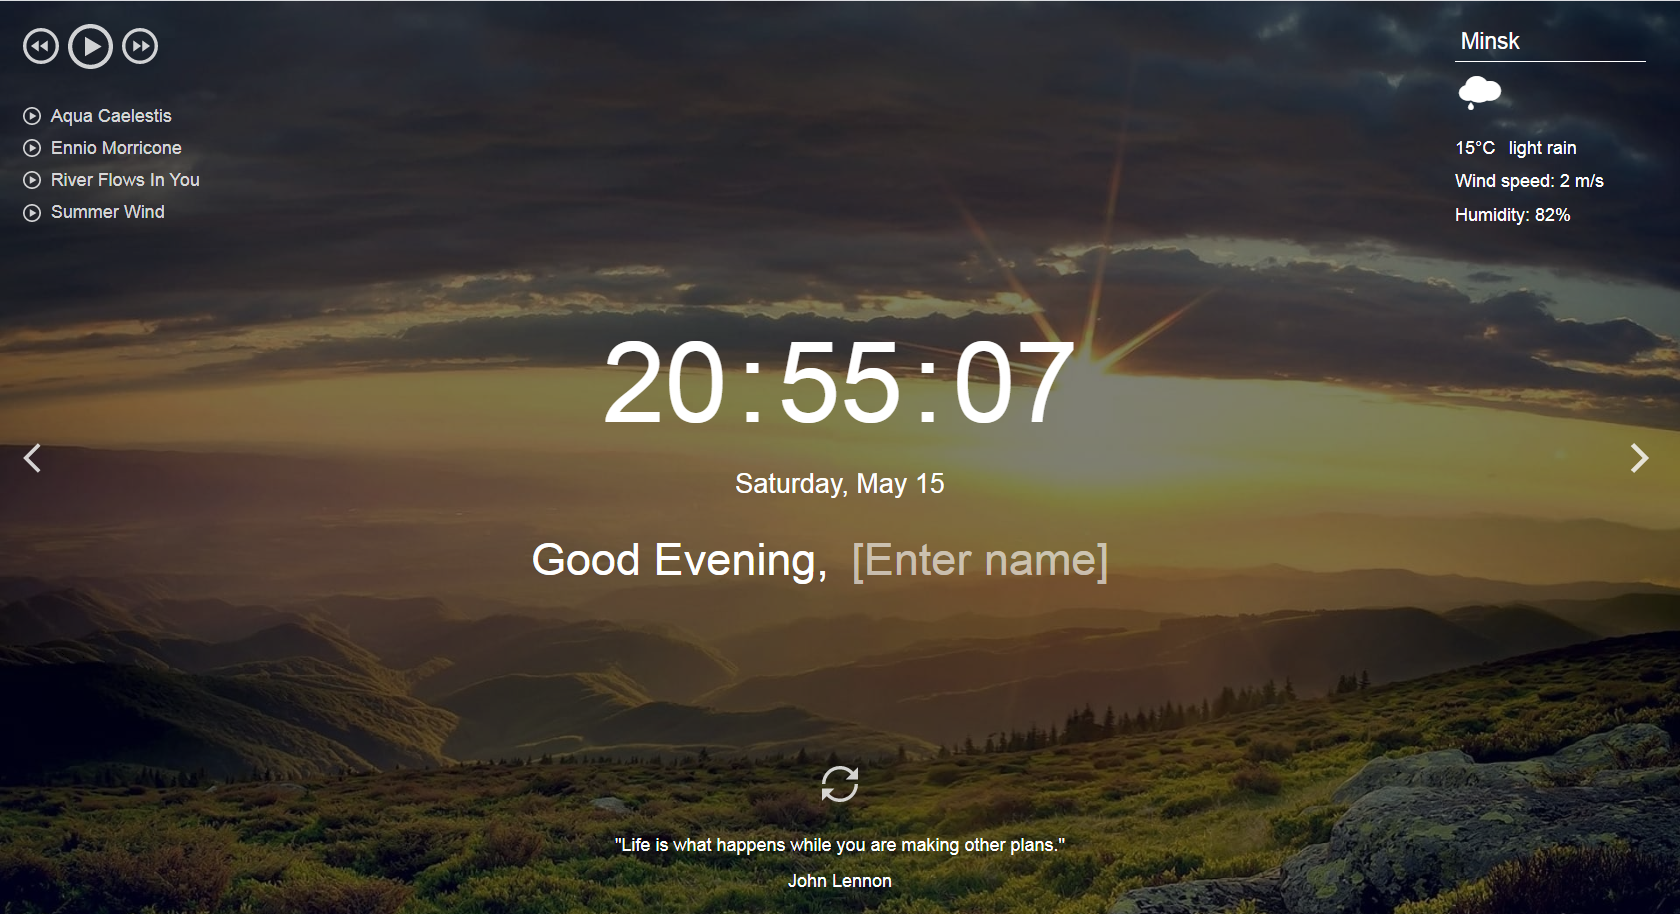 Aqua Caelestis
Ennio Morricone
River Flows In You
Summer Wind
Minsk
15°C light rain
Wind speed: 2 m/s
Humidity: 82%
20:55:07
Saturday, May 15
Good Evening, [Enter name]
"Life is what happens while you are making other plans."
John Lennon